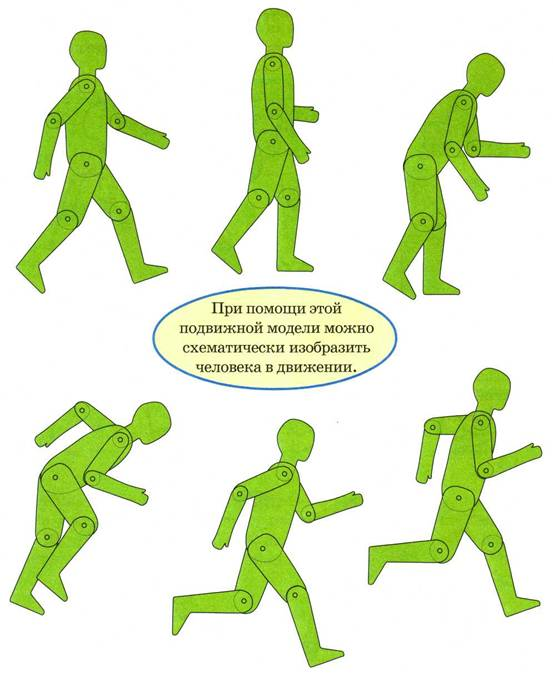 При помощи этой
подвижной модели можно
схематически изобразить
человека в движении.